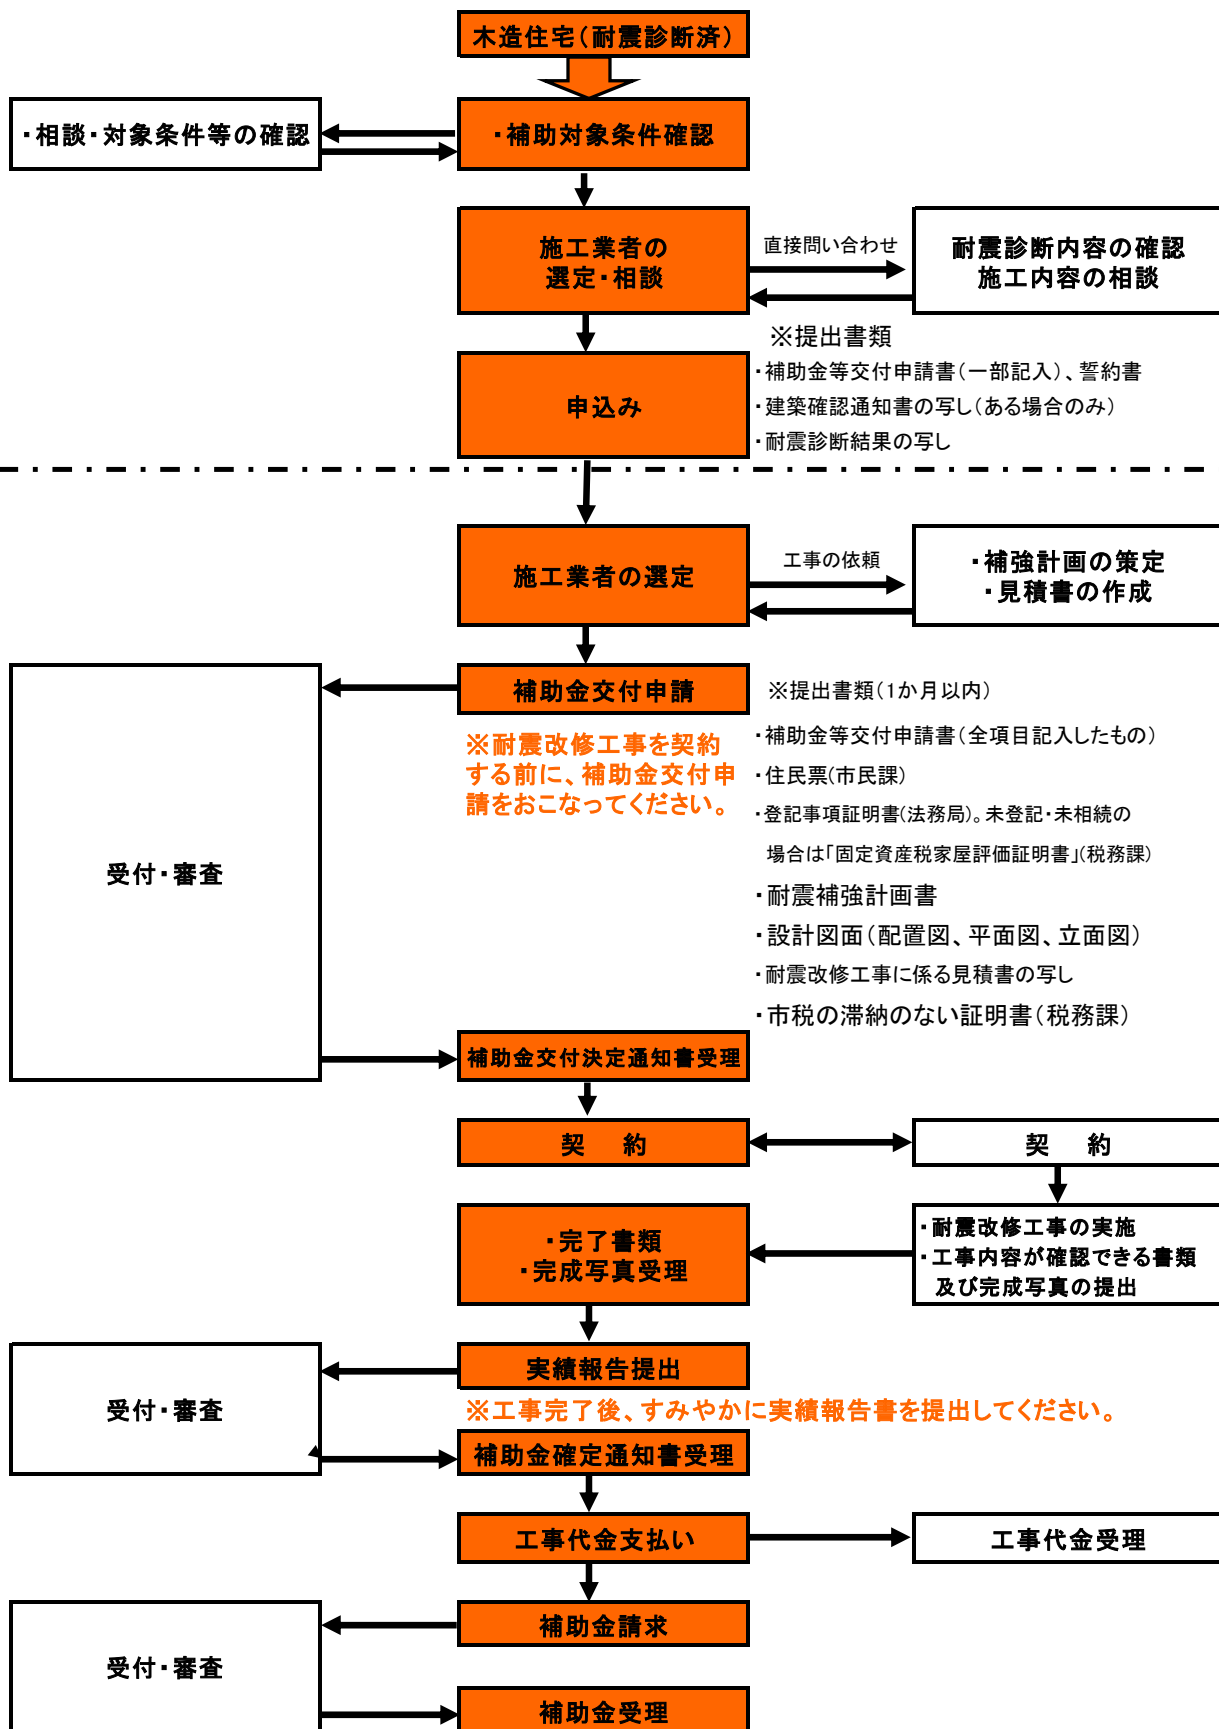 木造住宅（耐震診断済）
・相談・対象条件等の確認
・補助対象条件確認
施工業者の
選定・相談
直接問い合わせ
耐震診断内容の確認
施工内容の相談
申込み
※提出書類
・補助金等交付申請書（一部記入）、誓約書
・建築確認通知書の写し（ある場合のみ）
・耐震診断結果の写し
施工業者の選定
工事の依頼
・補強計画の策定
・見積書の作成
補助金交付申請
※耐震改修工事を契約
する前に、補助金交付申
請をおこなってください。
※提出書類（1か月以内）
・補助金等交付申請書（全項目記入したもの）
・住民票(市民課）
・登記事項証明書(法務局）。未登記・未相続の
場合は「固定資産税家屋評価証明書」(税務課）
・耐震補強計画書
・設計図面（配置図、平面図、立面図）
・耐震改修工事に係る見積書の写し
・市税の滞納のない証明書（税務課）
受付・審査
補助金交付決定通知書受理
契　約
契　約
・完了書類
・完成写真受理
・耐震改修工事の実施
・工事内容が確認できる書類
及び完成写真の提出
受付・審査
実績報告提出
※工事完了後、すみやかに実績報告書を提出してください。
補助金確定通知書受理
工事代金支払い
工事代金受理
受付・審査
補助金請求
補助金受理